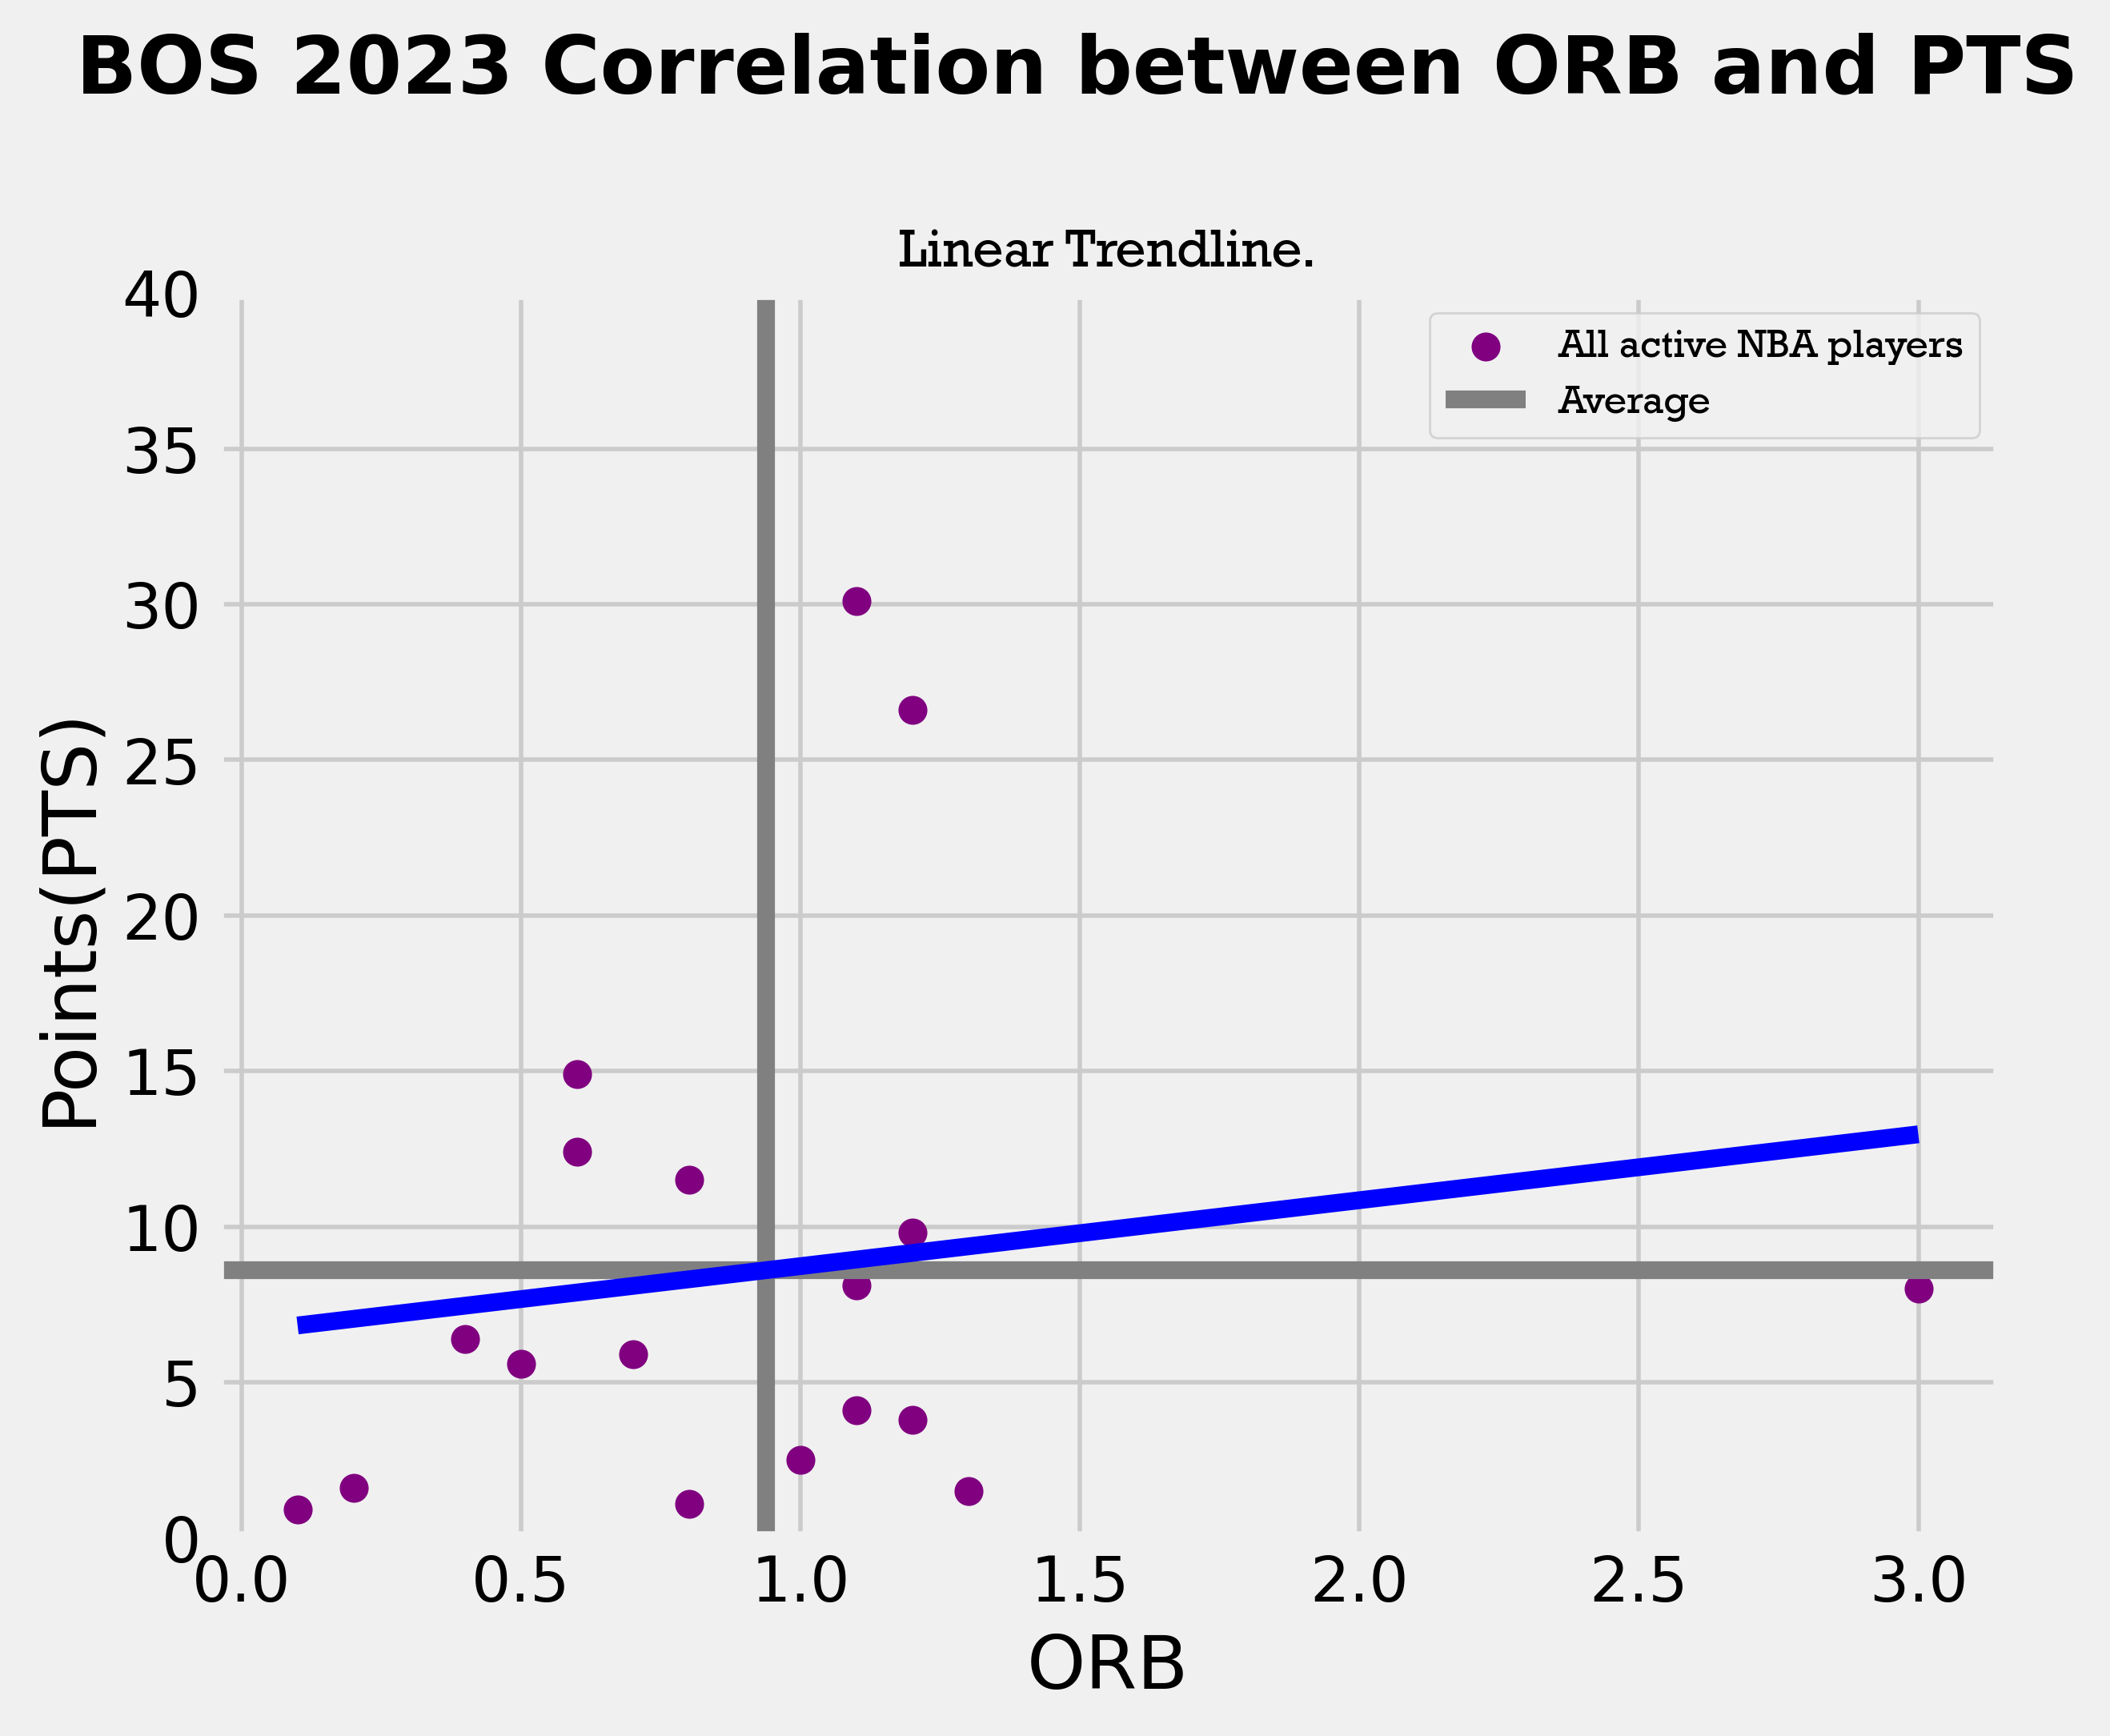 BOS 2023 Correlation between ORB and PTS
Linear Trendline.
All active NBA players
Average
Points(PTS)
40
35
30
25
20
15
10
5
0
0.0 0.5 1.0 1.5 2.0 2.5 3.0
ORB